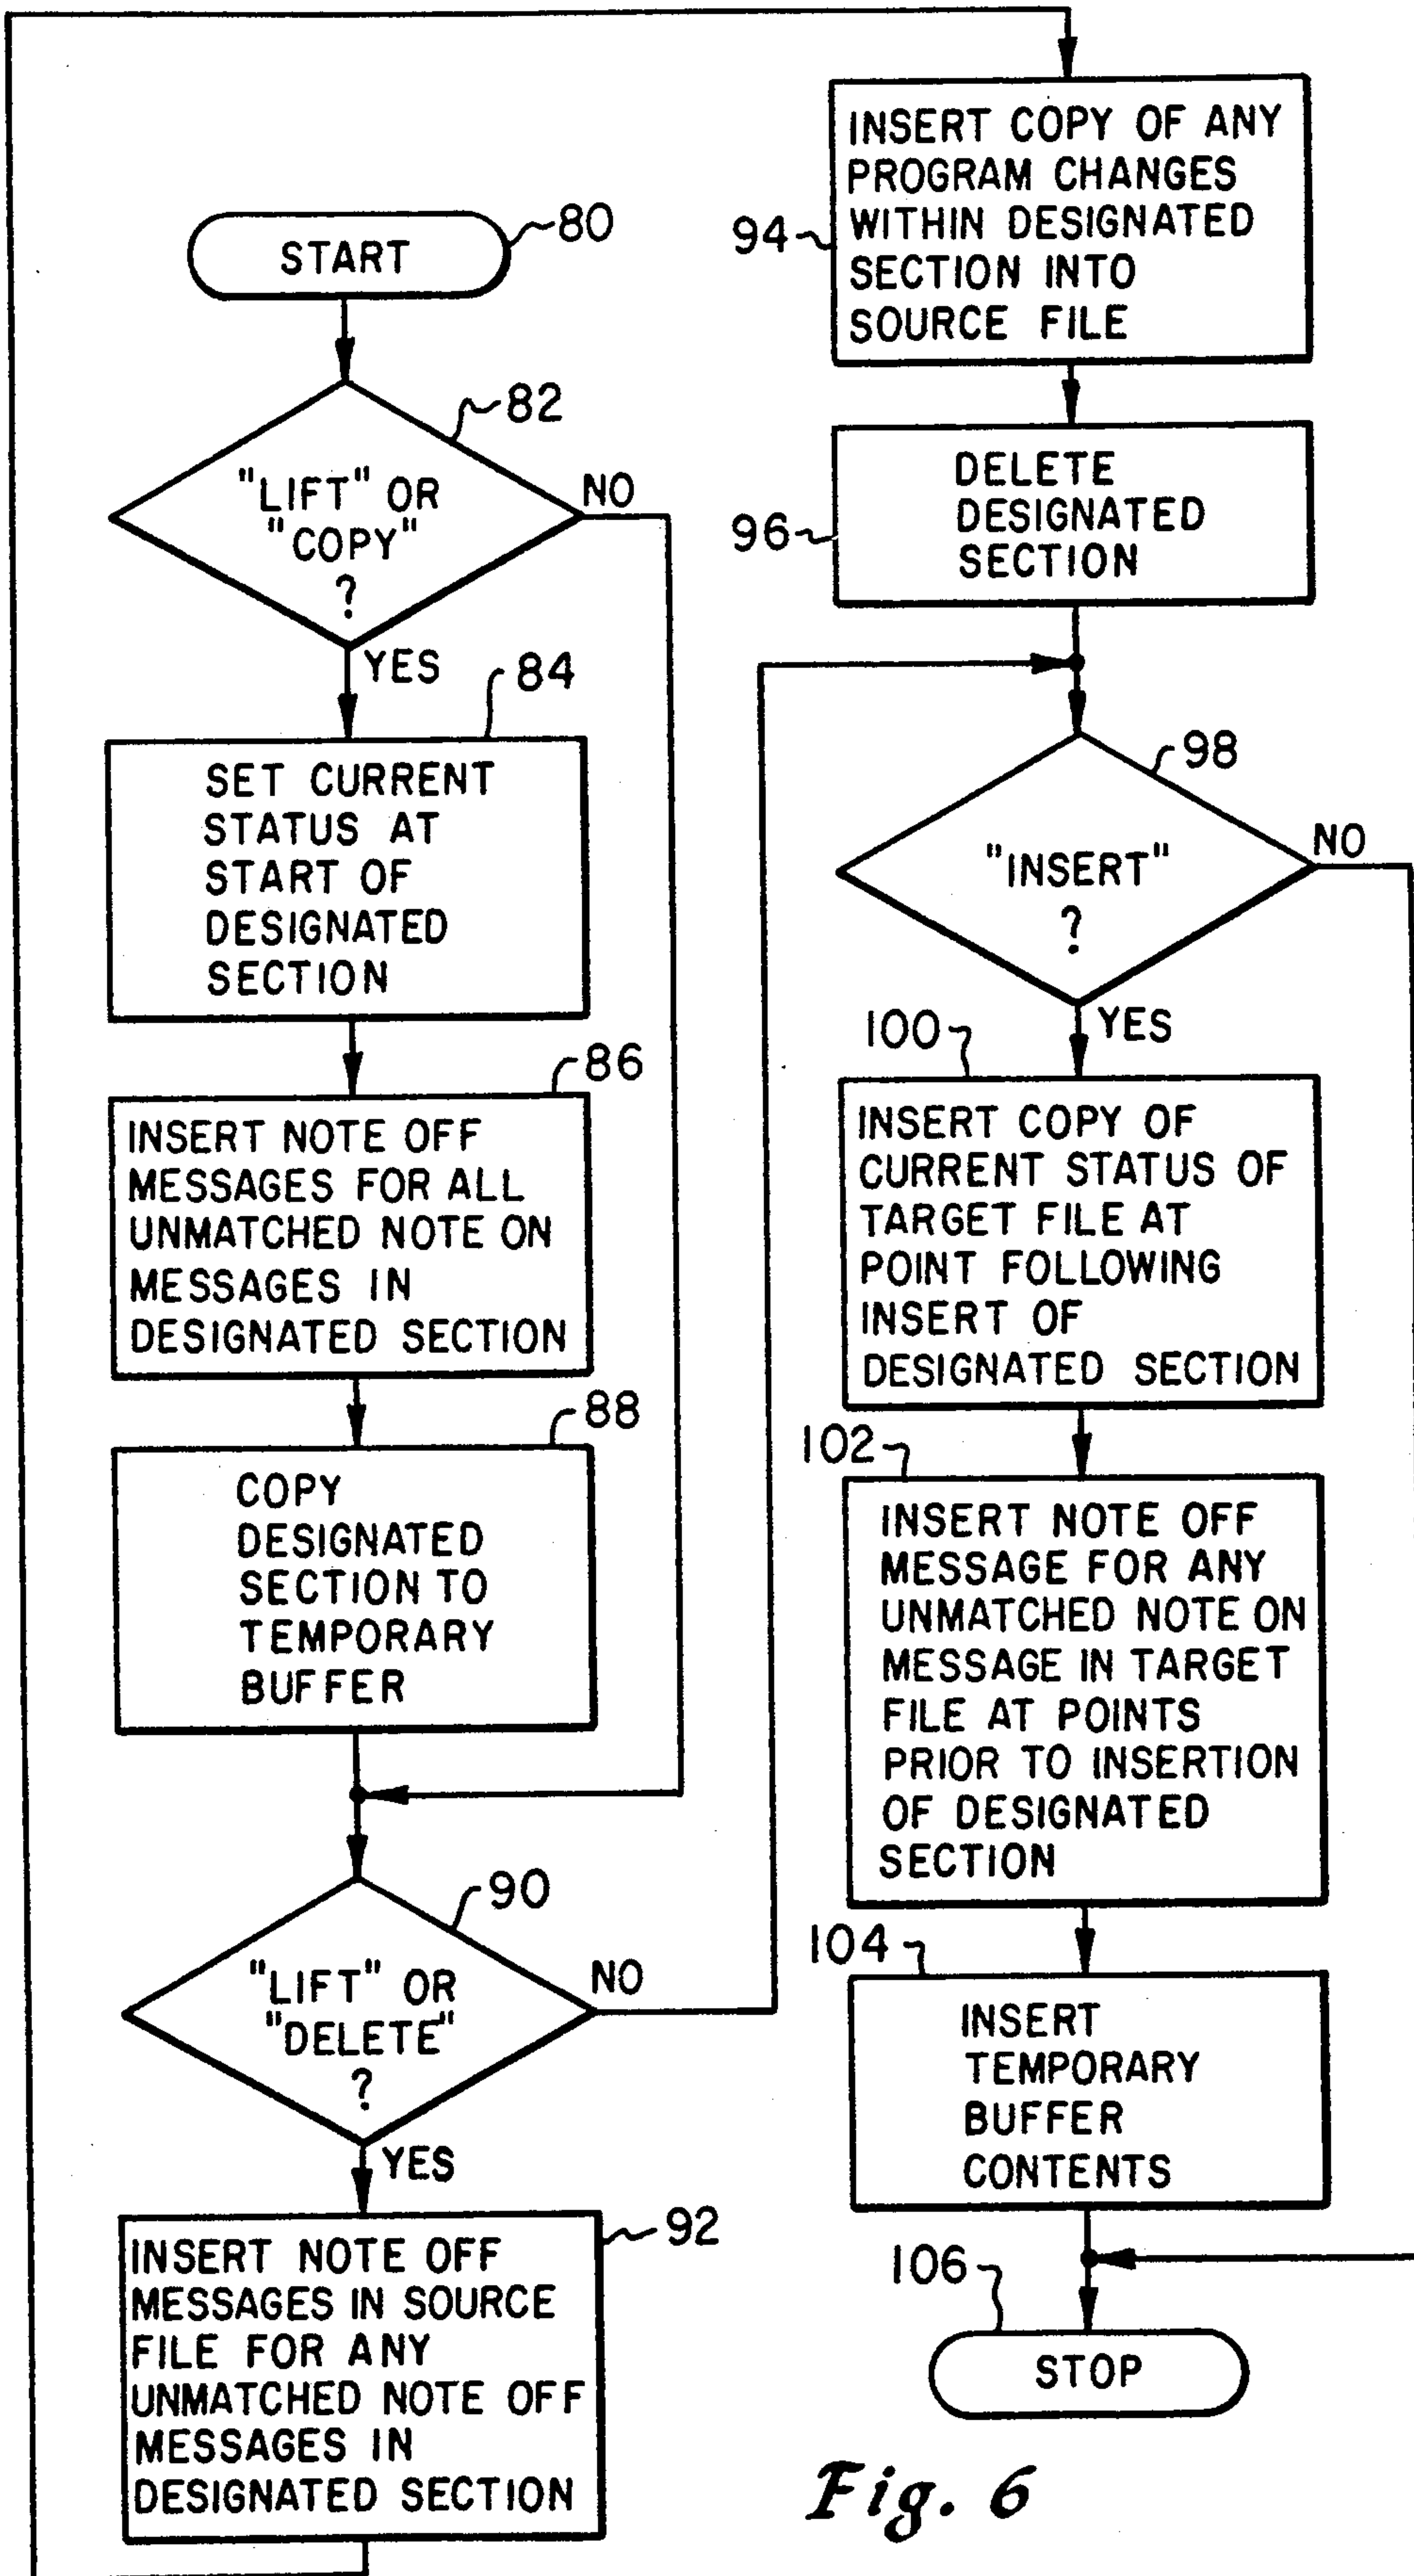 START
80
82
"LIFT" OR
"COPY"
?
NO
YES
84
SET CURRENT
STATUS AT
START OF
DESIGNATED
SECTION
86
INSERT NOTE OFF
MESSAGES FOR ALL
UNMATCHED NOTE ON
MESSAGES IN
DESIGNATED SECTION
88
COPY
DESIGNATED
SECTION TO
TEMPORARY
BUFFER
90
"LIFT" OR
"DELETE"
?
NO
YES
92
INSERT NOTE OFF
MESSAGES IN SOURCE
FILE FOR ANY
UNMATCHED NOTE OFF
MESSAGES IN
DESIGNATED SECTION
94
INSERT COPY OF ANY
PROGRAM CHANGES
WITHIN DESIGNATED
SECTION INTO
SOURCE FILE
96
DELETE
DESIGNATED
SECTION
98
"INSERT"
?
NO
YES
100
INSERT COPY OF
CURRENT STATUS OF
TARGET FILE AT
POINT FOLLOWING
INSERT OF
DESIGNATED SECTION
102
INSERT NOTE OFF
MESSAGE FOR ANY
UNMATCHED NOTE ON
MESSAGE IN TARGET
FILE AT POINTS
PRIOR TO INSERTION
OF DESIGNATED
SECTION
104
INSERT
TEMPORARY
BUFFER
CONTENTS
106
STOP
Fig. 6